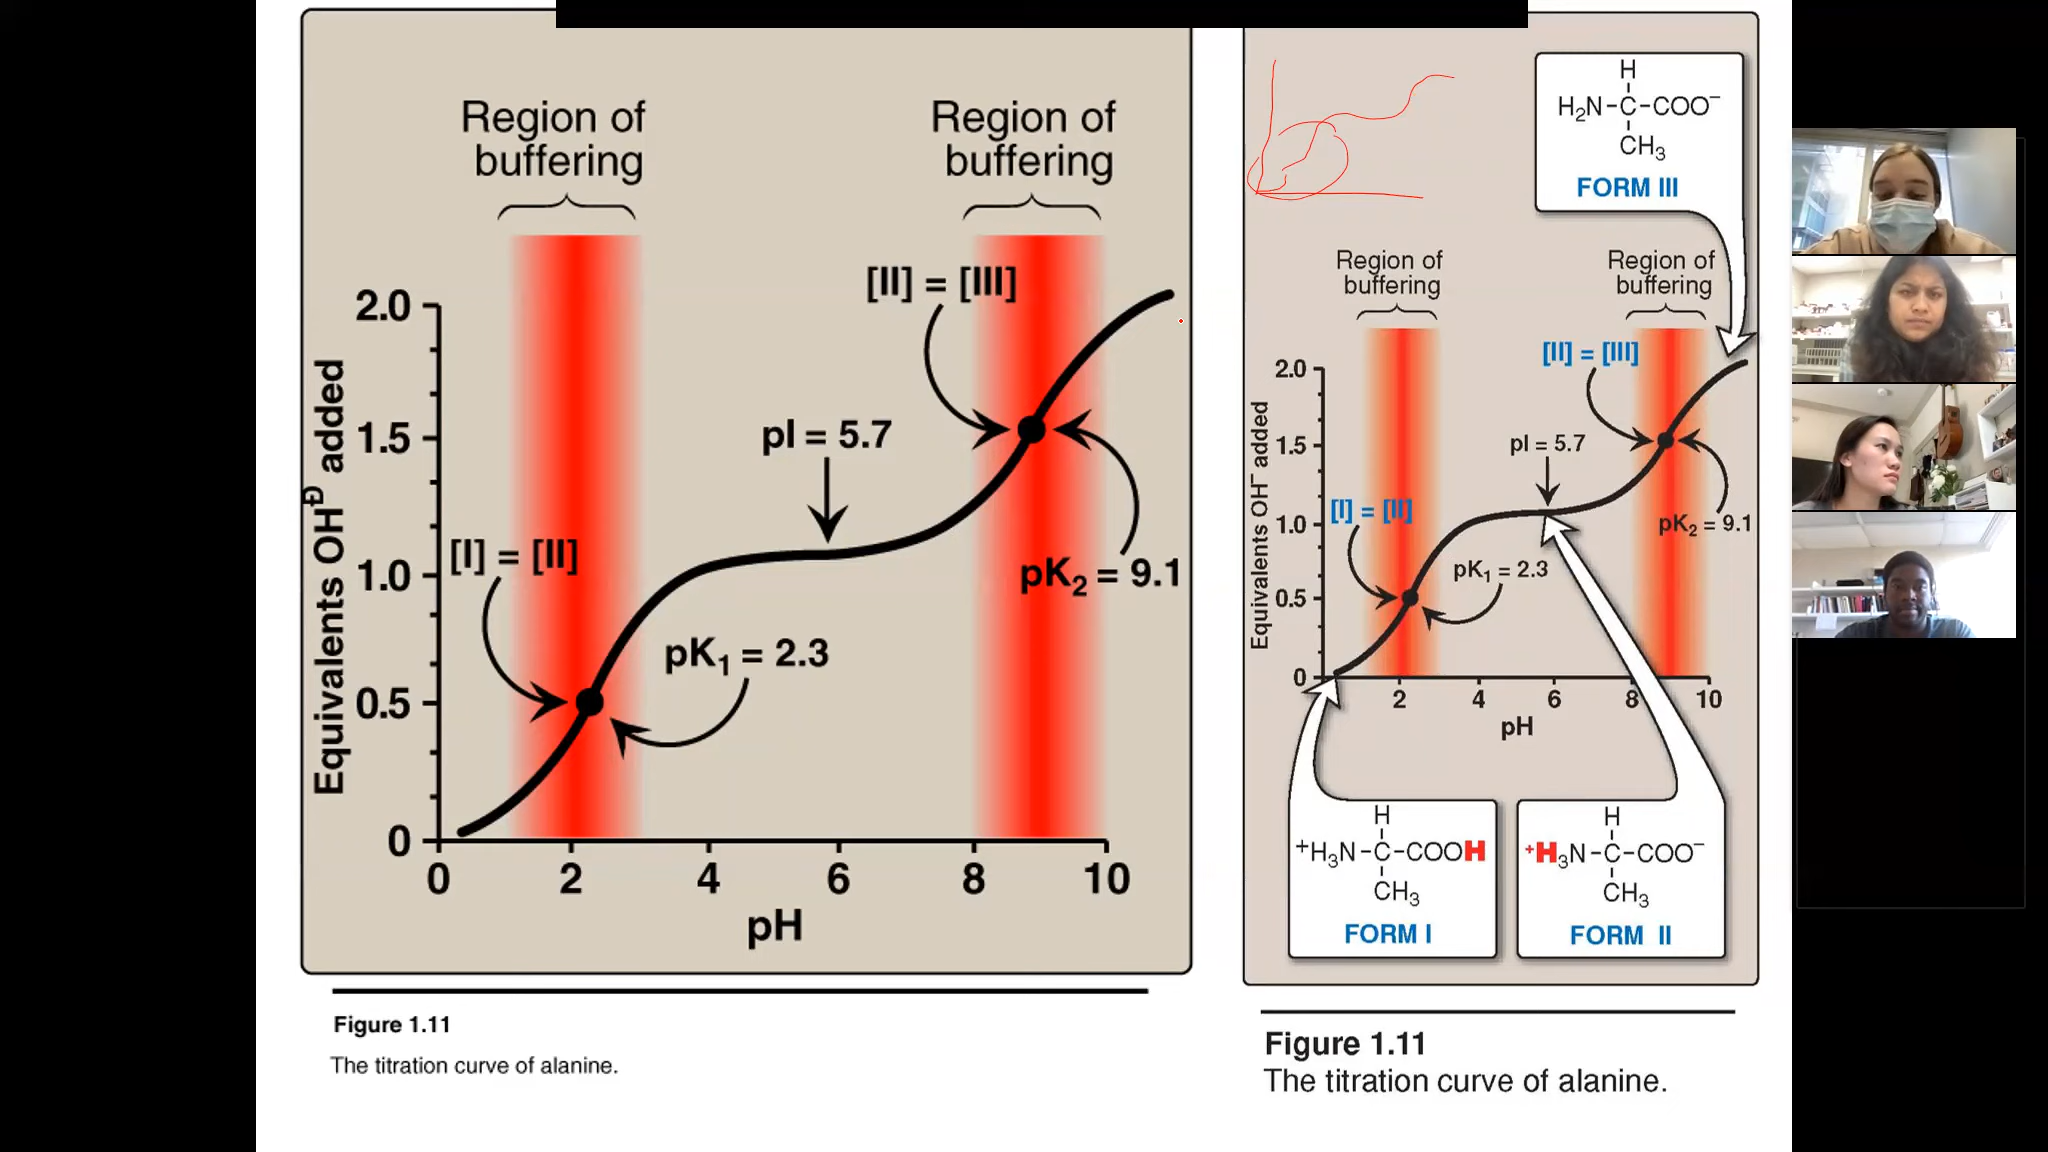 Region of
buffering
Region of
buffering
[II] = [III]
2.0
Equivalents OHĐ added
1.5
pI = 5.7
[I] = [II]
1.0
pK2 = 9.1
pK1 = 2.3
0.5
0
0 2 4 6 8 10
pH
Figure 1.11
The titration curve of alanine.
H
H2N–C–COO–
CH3
FORM III
Region of
buffering
Region of
buffering
[II] = [III]
2.0
Equivalents OH– added
1.5
pI = 5.7
[I] = [II]
1.0
pK2 = 9.1
pK1 = 2.3
0.5
0
2 4 6 8 10
pH
H
+H3N–C–COOH
CH3
FORM I
H
+H3N–C–COO–
CH3
FORM II
Figure 1.11
The titration curve of alanine.